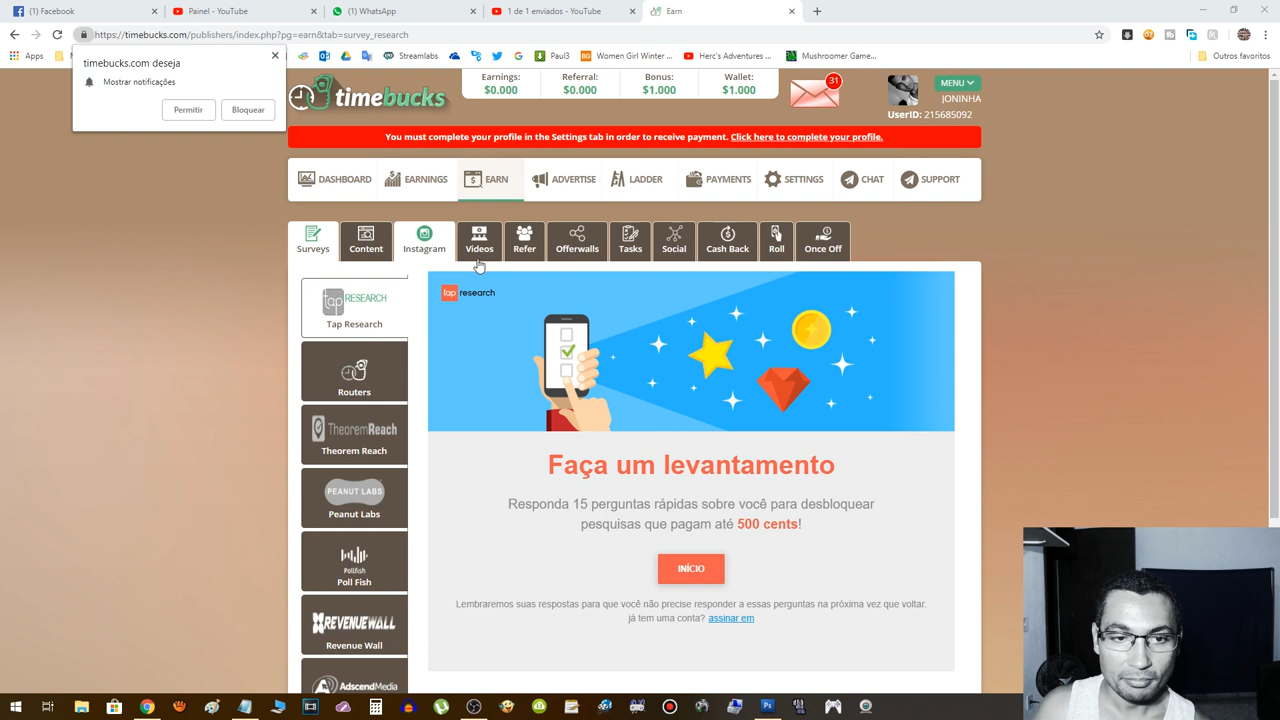 (1) Facebook
Painel - YouTube
(1) WhatsApp
1 de 1 enviados - YouTube
Earn
https://timebucks.com/publishers/index.php?pg=earn&tab=survey_research
Paul3
Women Girl Winter ...
Herc's Adventures ...
Mushroomer Game...
Outros favoritos
timebucks.com deseja
Mostrar notificações
Permitir
Bloquear
timebucks
Earnings:
$0.000
Referral:
$0.000
Bonus:
$1.000
Wallet:
$1.000
31
MENU
JONINHA
UserID: 215685092
You must complete your profile in the Settings tab in order to receive payment. Click here to complete your profile.
DASHBOARD
EARNINGS
EARN
ADVERTISE
LADDER
PAYMENTS
SETTINGS
CHAT
SUPPORT
Surveys
Content
Instagram
Videos
Refer
Offerwalls
Tasks
Social
Cash Back
Roll
Once Off
tap RESEARCH
Tap Research
Routers
TheoremReach
Theorem Reach
PEANUT LABS
Peanut Labs
Pollfish
Poll Fish
REVENUEWALL
Revenue Wall
AdscendMedia
tap research
Faça um levantamento
Responda 15 perguntas rápidas sobre você para desbloquear
pesquisas que pagam até 500 cents!
INÍCIO
Lembraremos suas respostas para que você não precise responder a essas perguntas na próxima vez que voltar.
já tem uma conta? assinar em